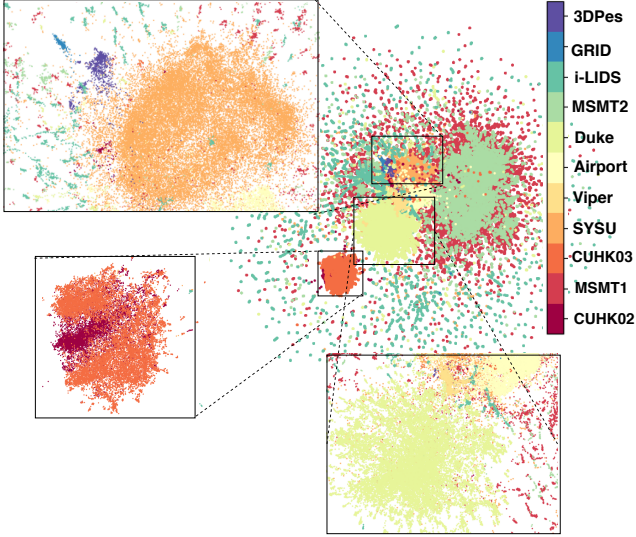 3DPes
GRID
i-LIDS
MSMT2
Duke
Airport
Viper
SYSU
CUHK03
MSMT1
CUHK02